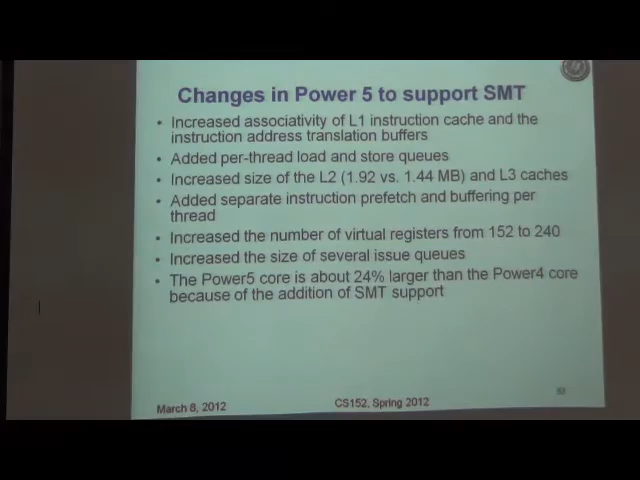 Changes in Power 5 to support SMT
• Increased associativity of L1 instruction cache and the
instruction address translation buffers
• Added per-thread load and store queues
• Increased size of the L2 (1.92 vs. 1.44 MB) and L3 caches
• Added separate instruction prefetch and buffering per
thread
• Increased the number of virtual registers from 152 to 240
• Increased the size of several issue queues
• The Power5 core is about 24% larger than the Power4 core
because of the addition of SMT support
March 8, 2012
CS152, Spring 2012